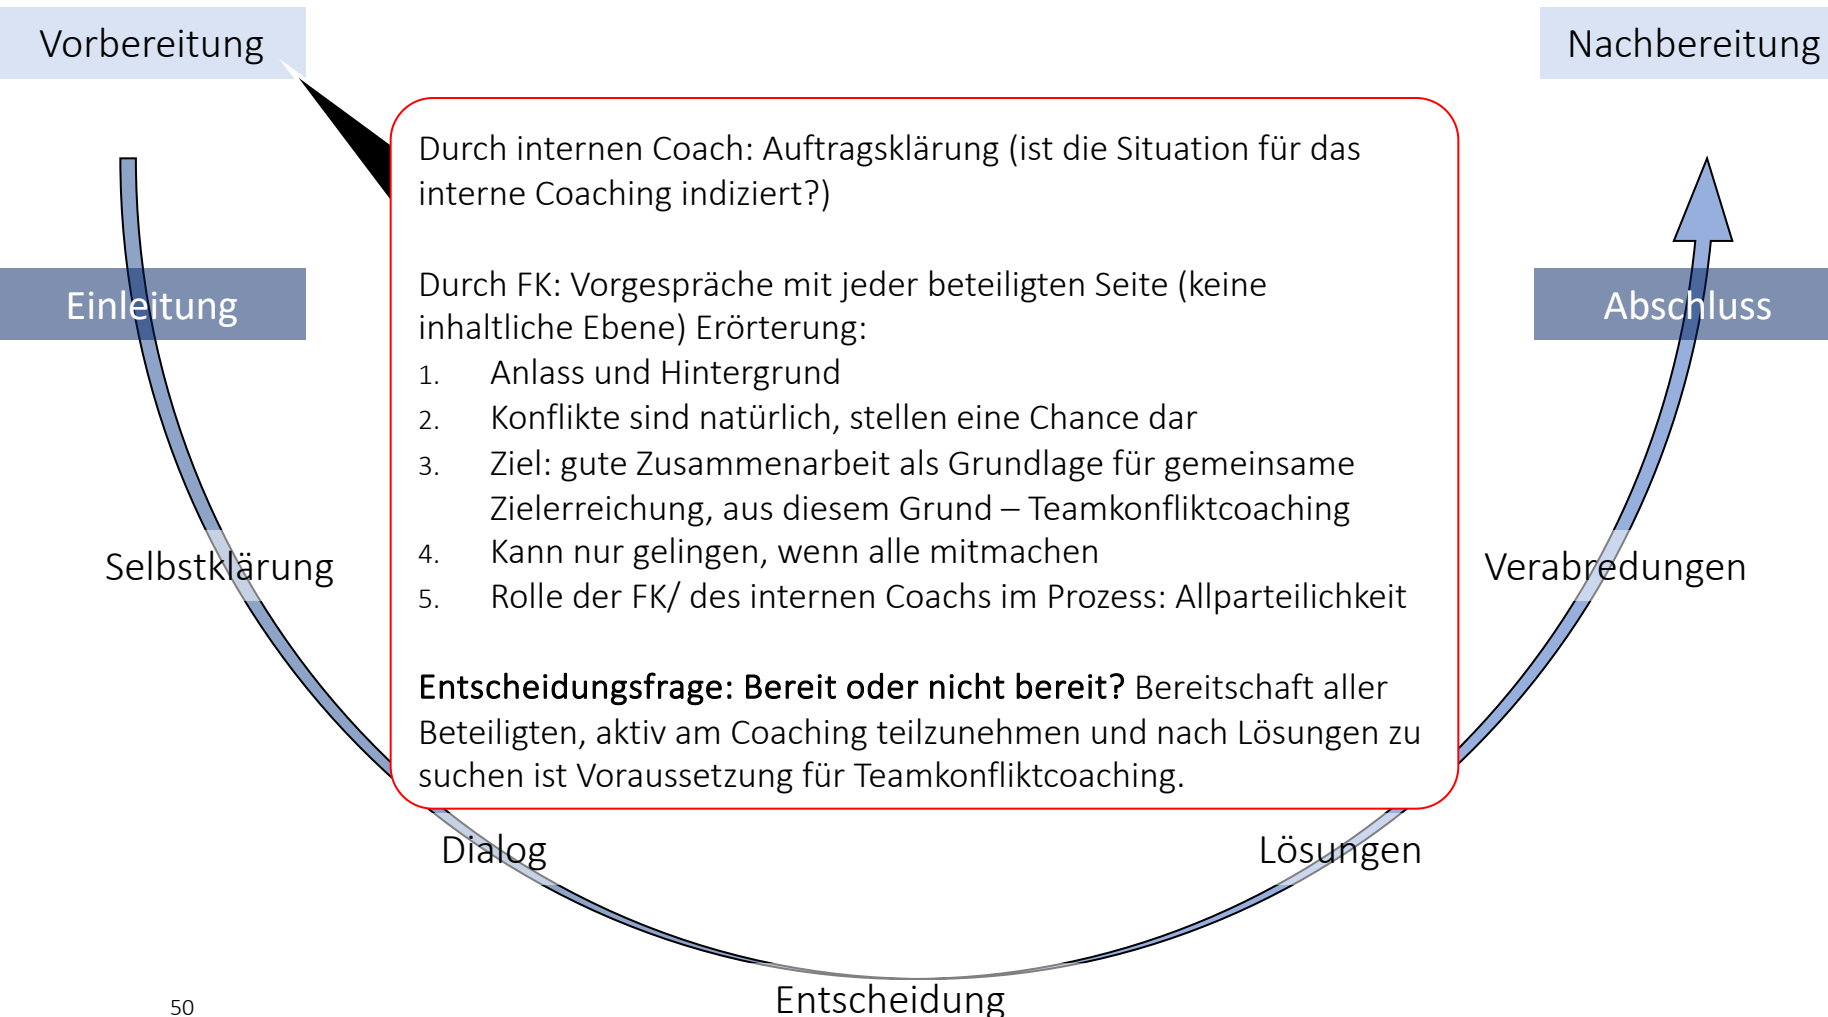 Vorbereitung
Nachbereitung
Durch internen Coach: Auftragsklärung (ist die Situation für das
interne Coaching indiziert?)
Durch FK: Vorgespräche mit jeder beteiligten Seite (keine
inhaltliche Ebene) Erörterung:
1. Anlass und Hintergrund
2. Konflikte sind natürlich, stellen eine Chance dar
3. Ziel: gute Zusammenarbeit als Grundlage für gemeinsame
Zielerreichung, aus diesem Grund – Teamkonfliktcoaching
4. Kann nur gelingen, wenn alle mitmachen
5. Rolle der FK/ des internen Coachs im Prozess: Allparteilichkeit
Entscheidungsfrage: Bereit oder nicht bereit? Bereitschaft aller
Beteiligten, aktiv am Coaching teilzunehmen und nach Lösungen zu
suchen ist Voraussetzung für Teamkonfliktcoaching.
Einleitung
Abschluss
Selbstklärung
Verabredungen
Dialog
Lösungen
Entscheidung
50